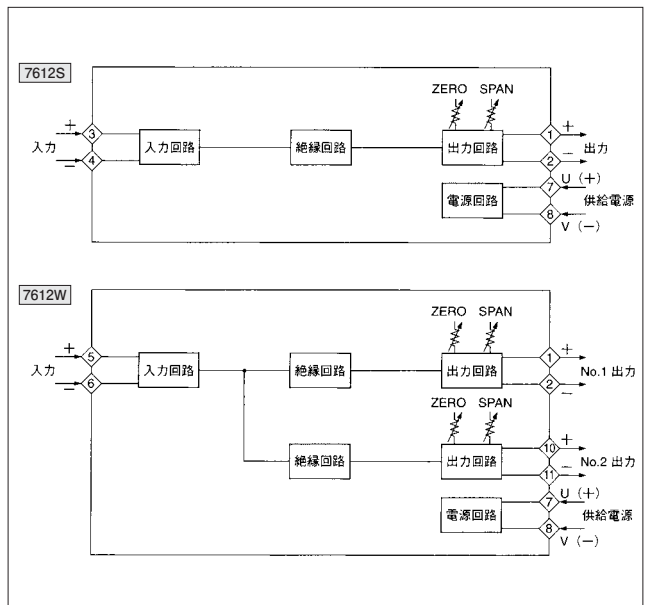 7612S
ZERO SPAN
+ 3 1 +
入力 入力回路 絶縁回路 出力回路 出力
− 4 2 −
7 U (+)
電源回路 供給電源
8 V (−)
7612W
ZERO SPAN
+ 5 1 +
入力 入力回路 絶縁回路 出力回路 No.1 出力
− 6 2 −
ZERO SPAN
10 +
絶縁回路 出力回路 No.2 出力
11 −
7 U (+)
電源回路 供給電源
8 V (−)